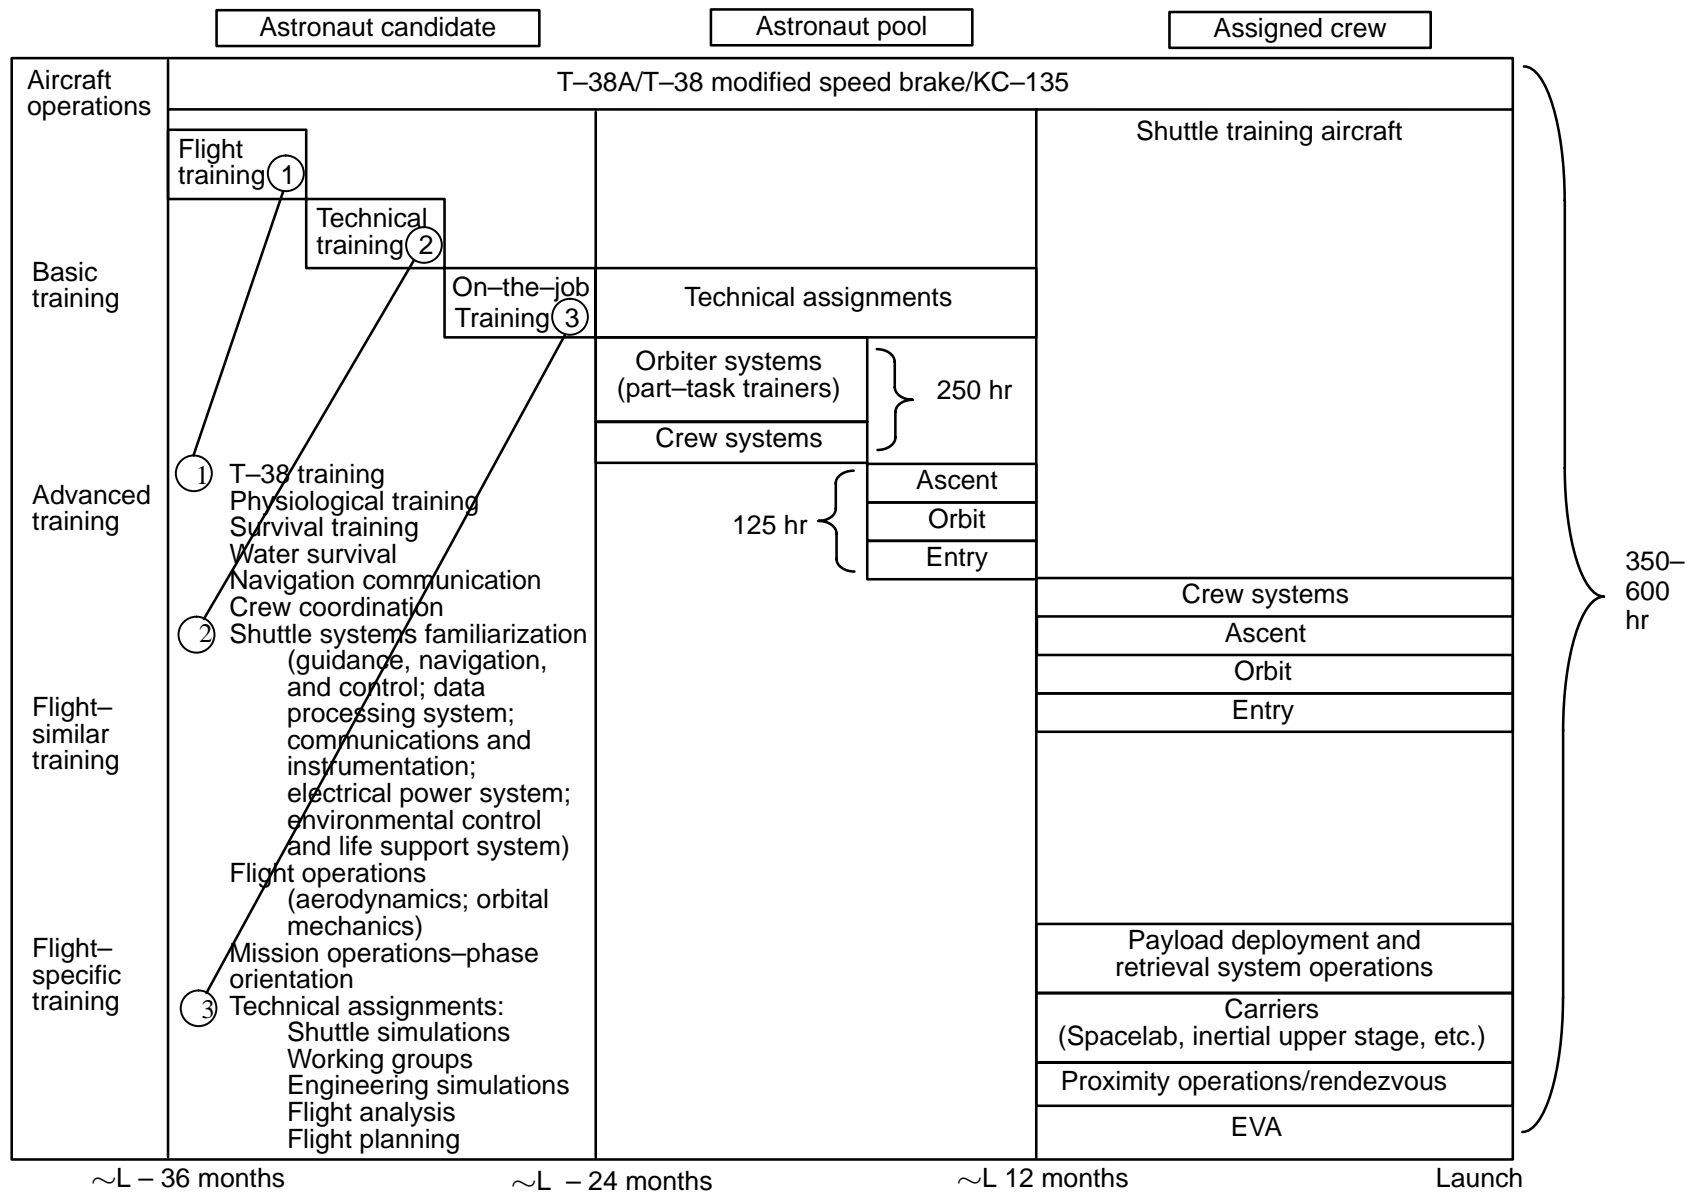 Astronaut candidate
Astronaut pool
Assigned crew
Aircraft
operations
T–38A/T–38 modified speed brake/KC–135
Shuttle training aircraft
Flight
training 1
Technical
training 2
Basic
training
On–the–job
Training 3
Technical assignments
Orbiter systems
(part–task trainers)
250 hr
Crew systems
Advanced
training
1 T–38 training
Physiological training
Survival training
Water survival
Navigation communication
Crew coordination
125 hr
Ascent
Orbit
Entry
350–
600
hr
Crew systems
Ascent
Orbit
Entry
2 Shuttle systems familiarization
(guidance, navigation,
and control; data
processing system;
communications and
instrumentation;
electrical power system;
environmental control
and life support system)
Flight–
similar
training
Flight operations
(aerodynamics; orbital
mechanics)
Mission operations–phase
orientation
Flight–
specific
training
3 Technical assignments:
Shuttle simulations
Working groups
Engineering simulations
Flight analysis
Flight planning
Payload deployment and
retrieval system operations
Carriers
(Spacelab, inertial upper stage, etc.)
Proximity operations/rendezvous
EVA
~L – 36 months
~L – 24 months
~L 12 months
Launch